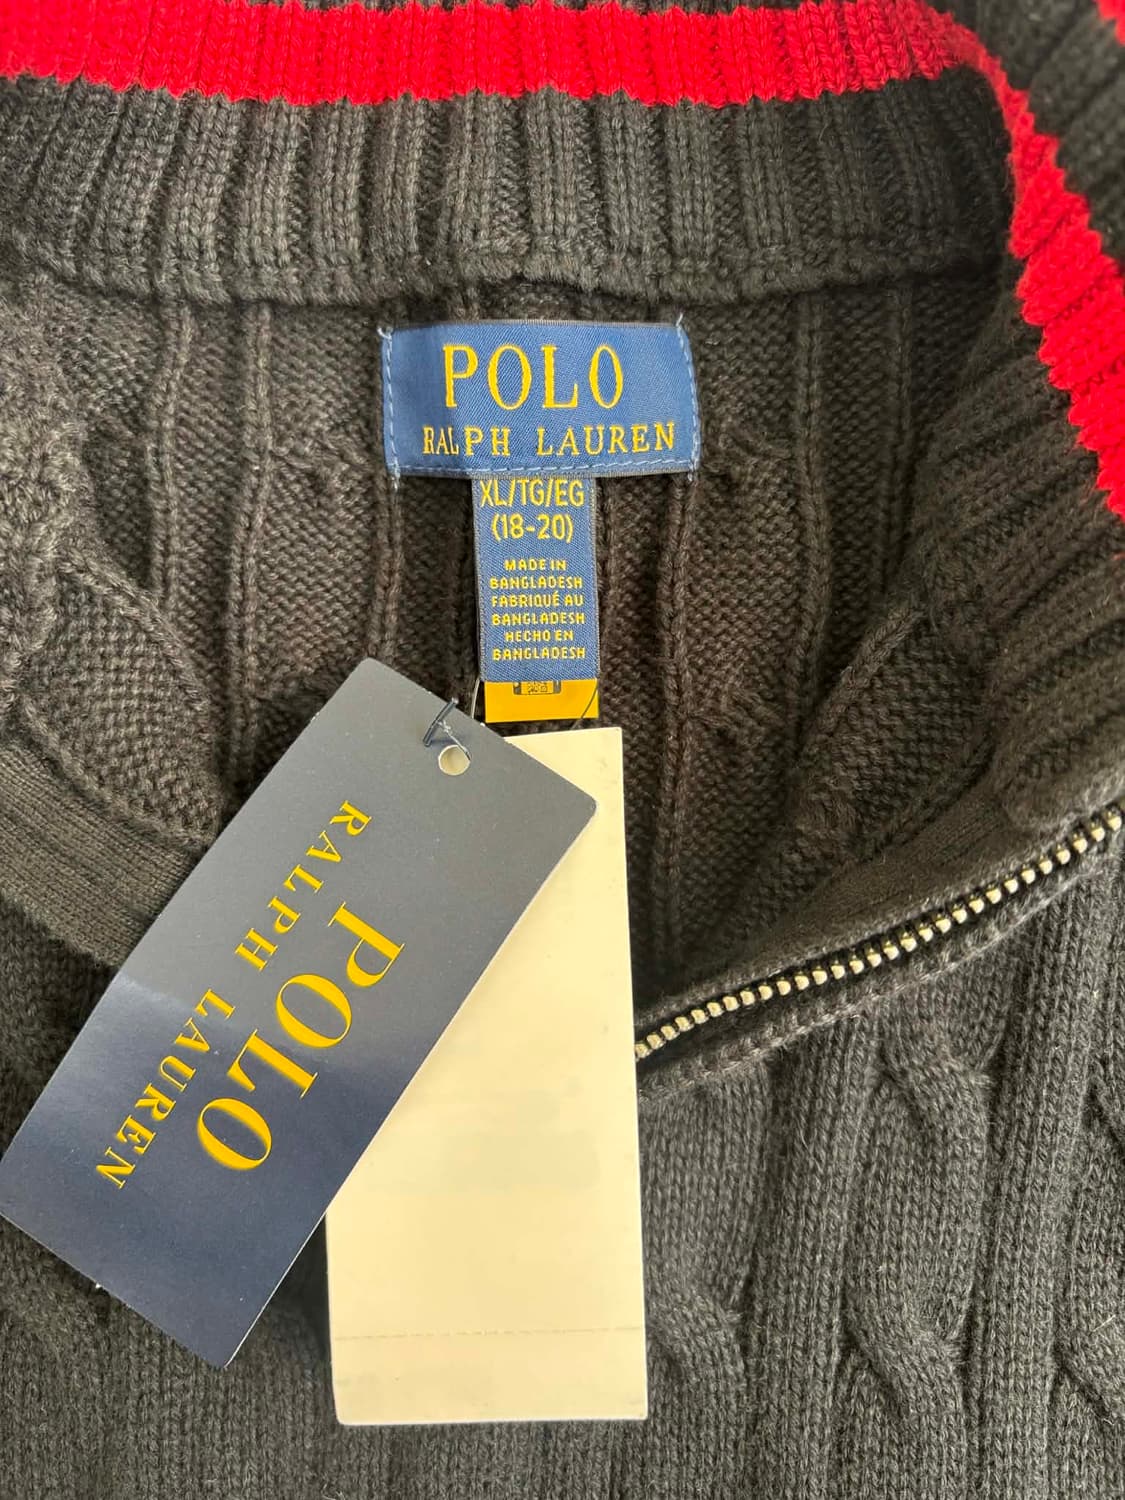 POLO
RALPH LAUREN
XL/TG/EG
(18-20)
MADE IN
BANGLADESH
FABRIQUÉ AU
BANGLADESH
HECHO EN
BANGLADESH
POLO
RALPH LAUREN